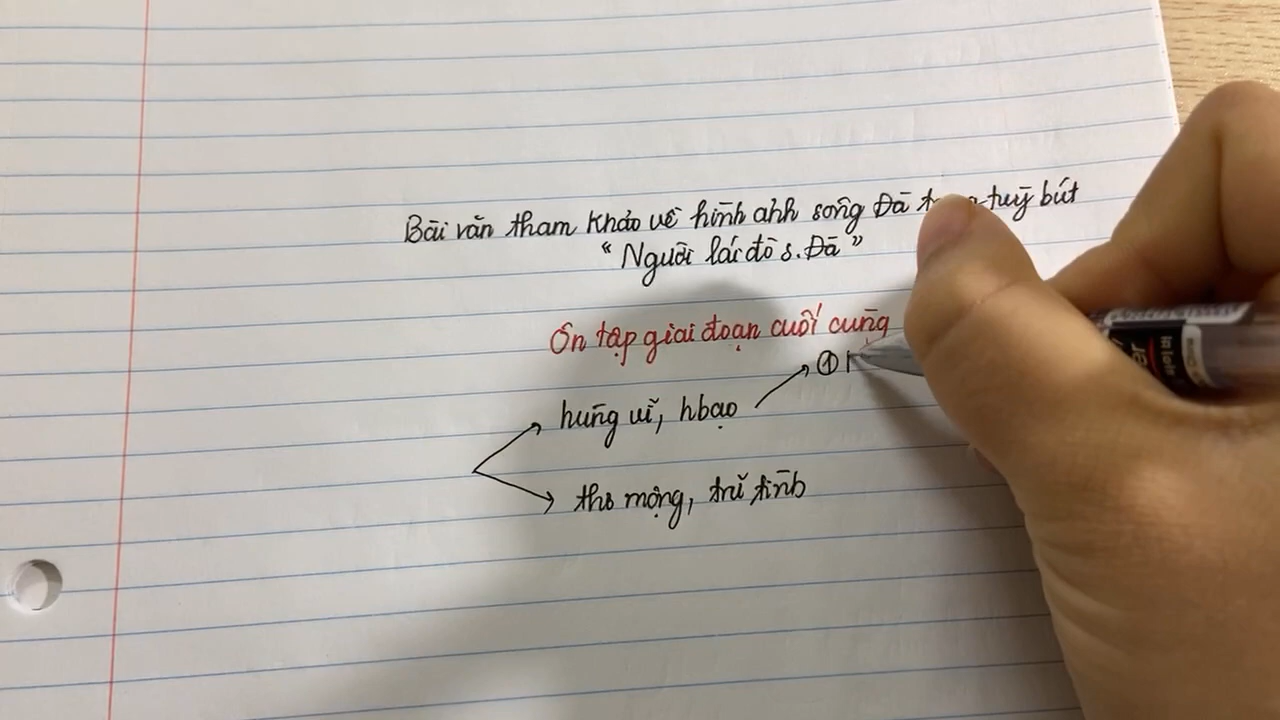 Bài văn tham khảo về hình ảnh sông Đà tuỳ bút
“Người lái đò s. Đà”
Ôn tập giai đoạn cuối cùng
①
hùng vĩ, hbạo
thơ mộng, trữ tình